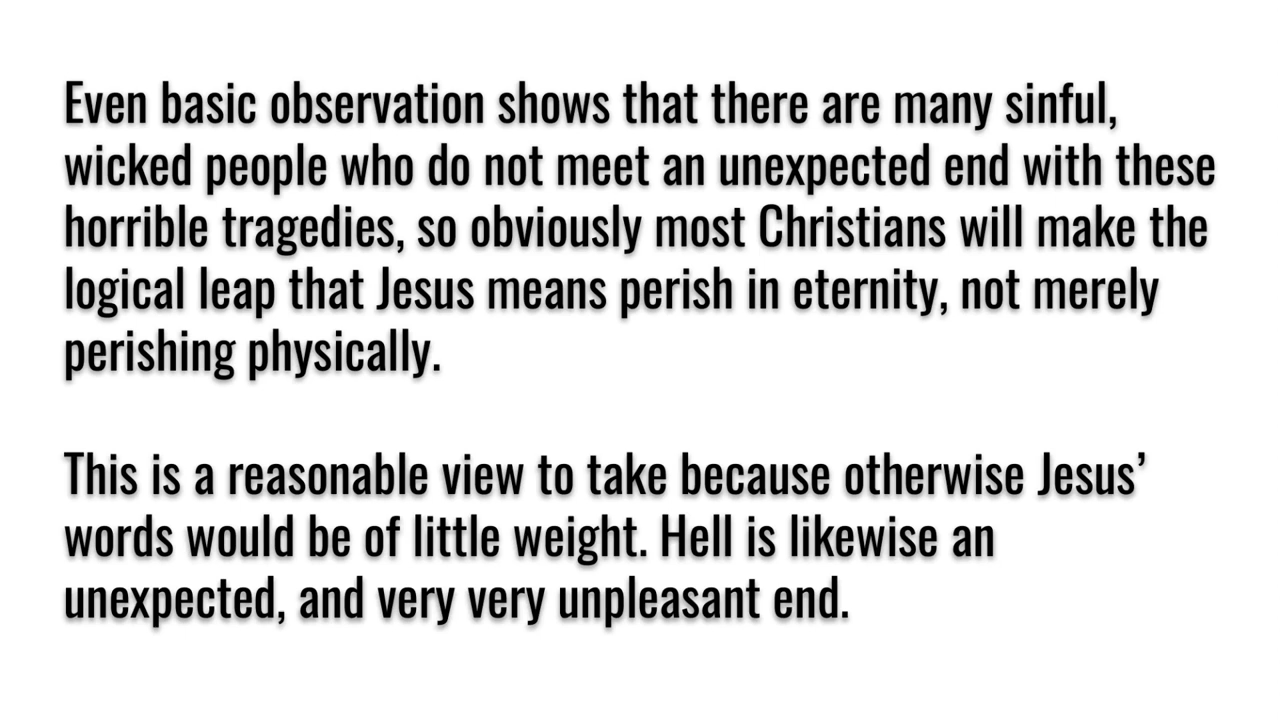 Even basic observation shows that there are many sinful,
wicked people who do not meet an unexpected end with these
horrible tragedies, so obviously most Christians will make the
logical leap that Jesus means perish in eternity, not merely
perishing physically.
This is a reasonable view to take because otherwise Jesus’
words would be of little weight. Hell is likewise an
unexpected, and very very unpleasant end.